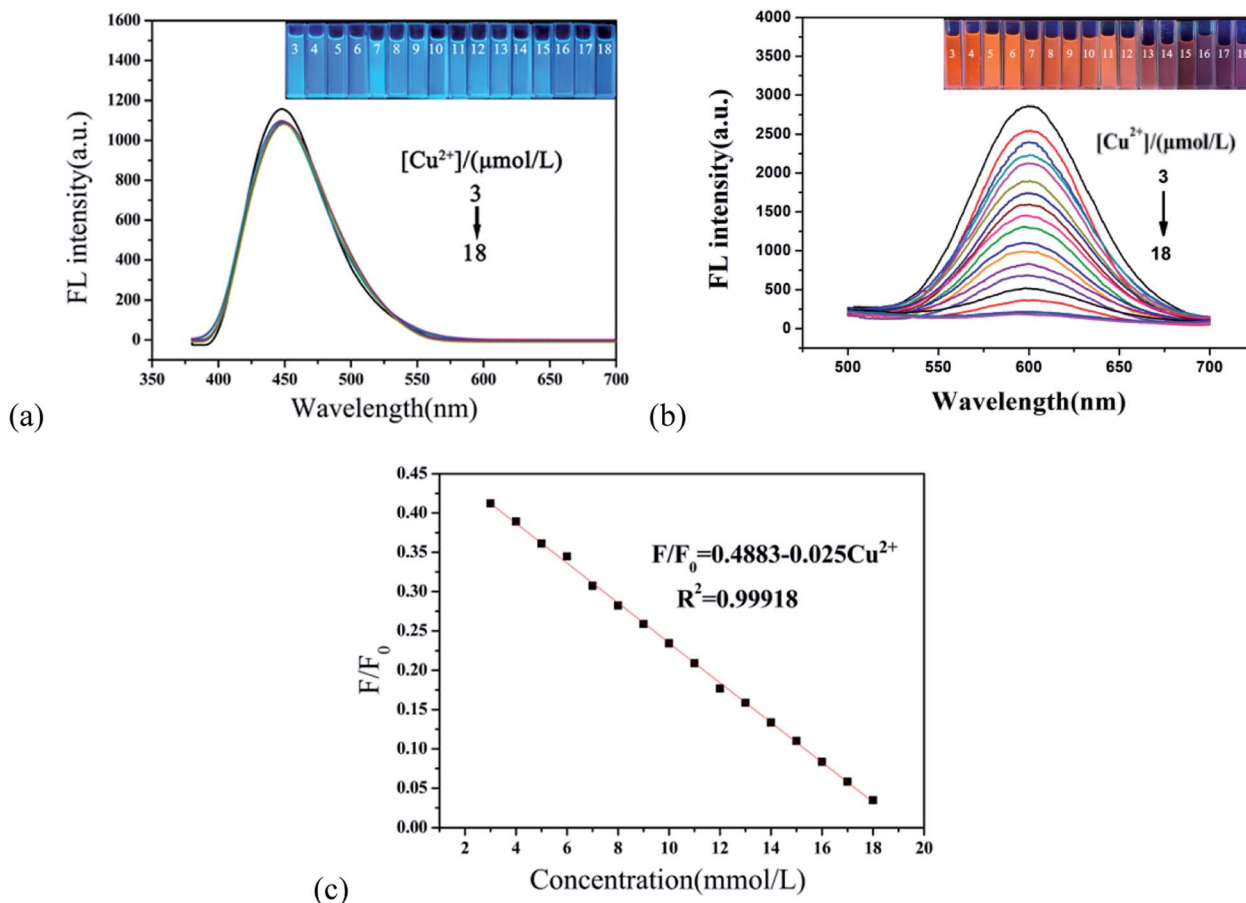 1600
1400
1200
1000
800
600
400
200
0
350 400 450 500 550 600 650 700
FL intensity(a.u.)
Wavelength(nm)
3 4 5 6 7 8 9 10 11 12 13 14 15 16 17 18
[Cu²⁺]/(μmol/L)
3
18
(a)
4000
3500
3000
2500
2000
1500
1000
500
0
500 550 600 650 700
FL intensity(a.u.)
Wavelength(nm)
3 4 5 6 7 8 9 10 11 12 13 14 15 16 17 18
[Cu²⁺]/(μmol/L)
3
18
(b)
0.45
0.40
0.35
0.30
0.25
0.20
0.15
0.10
0.05
0.00
2 4 6 8 10 12 14 16 18 20
F/F₀
Concentration(mmol/L)
F/F₀=0.4883-0.025Cu²⁺
R²=0.99918
(c)